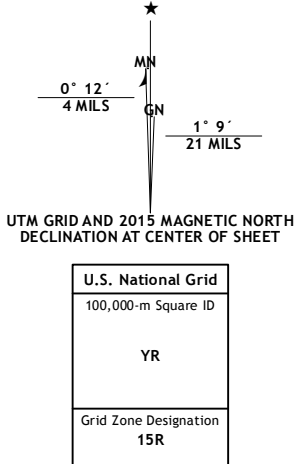 ★
MN
0° 12´
4 MILS
GN
1° 9´
21 MILS
UTM GRID AND 2015 MAGNETIC NORTH
DECLINATION AT CENTER OF SHEET
U.S. National Grid
100,000-m Square ID
YR
Grid Zone Designation
15R